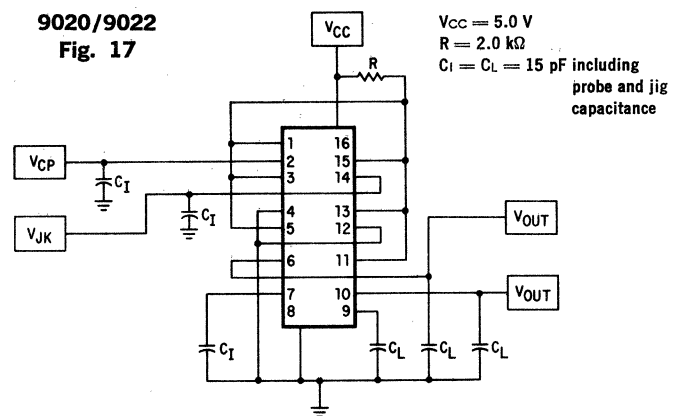 9020/9022
Fig. 17
VCC
VCC = 5.0 V
R = 2.0 kΩ
CI = CL = 15 pF including
probe and jig
capacitance
R
1 16
VCP
2 15
3 14
CI
4 13
CI
VJK
5 12
VOUT
6 11
7 10
VOUT
8 9
CI
CL
CL
CL